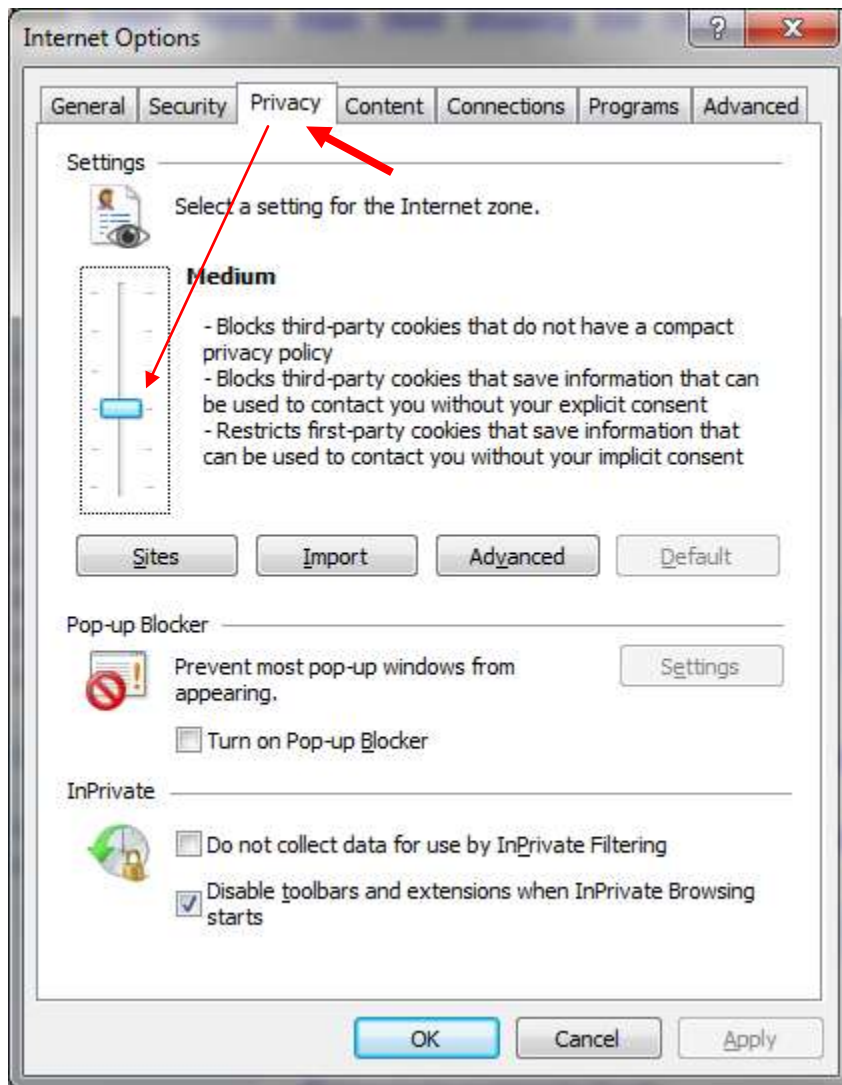 Internet Options
?
X
General Security Privacy Content Connections Programs Advanced
Settings
Select a setting for the Internet zone.
Medium
- Blocks third-party cookies that do not have a compact
privacy policy
- Blocks third-party cookies that save information that can
be used to contact you without your explicit consent
- Restricts first-party cookies that save information that
can be used to contact you without your implicit consent
Sites Import Advanced Default
Pop-up Blocker
Prevent most pop-up windows from
appearing.
Settings
Turn on Pop-up Blocker
InPrivate
Do not collect data for use by InPrivate Filtering
Disable toolbars and extensions when InPrivate Browsing
starts
OK Cancel Apply